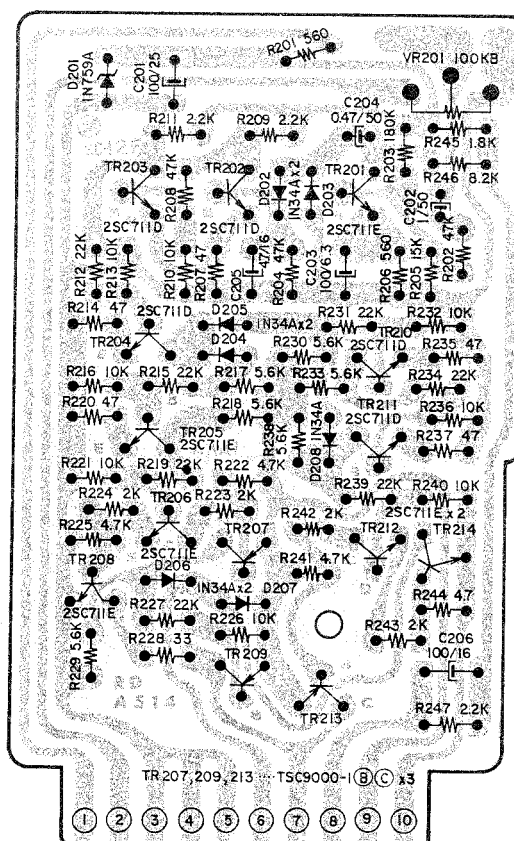 R201 560
D201
1N759A
C201
100/25
VR201 100KB
R211 2.2K
R209 2.2K
C204
0.47/50
R203 180K
R245 1.8K
R246 8.2K
TR203
2SC711D
R208 47K
TR202
2SC711D
D202
1N34A x2
D203
TR201
2SC711E
C202
1/50
R202 47K
R212 22K
R213 10K
R210 10K
R207 47
C205
47/16
R204 47K
C203
100/6.3
R206 560
R205 15K
R214 47
2SC711D
TR204
D205
1N34Ax2
D204
R231 22K
TR210
2SC711D
R232 10K
R230 5.6K
R235 47
R216 10K
R215 22K
R217 5.6K
R233 5.6K
R234 22K
R220 47
R218 5.6K
TR211
2SC711D
R236 10K
TR205
2SC711E
R238
5.6K
D208 1N34A
R237 47
R221 10K
R219 22K
R222 4.7K
R239 22K
R240 10K
R224 2K
TR206
2SC711E
R223 2K
2SC711E x 2
R225 4.7K
TR207
R242 2K
TR212
TR214
TR208
2SC711E
D206
1N34Ax2
D207
R241 4.7K
R227 22K
R226 10K
R244 4.7
R228 33
R243 2K
C206
100/16
R229 5.6K
TR209
TR213
R247 2.2K
TR207,209,213 ···· TSC9000-1 Ⓑ Ⓒ x3
① ② ③ ④ ⑤ ⑥ ⑦ ⑧ ⑨ ⑩